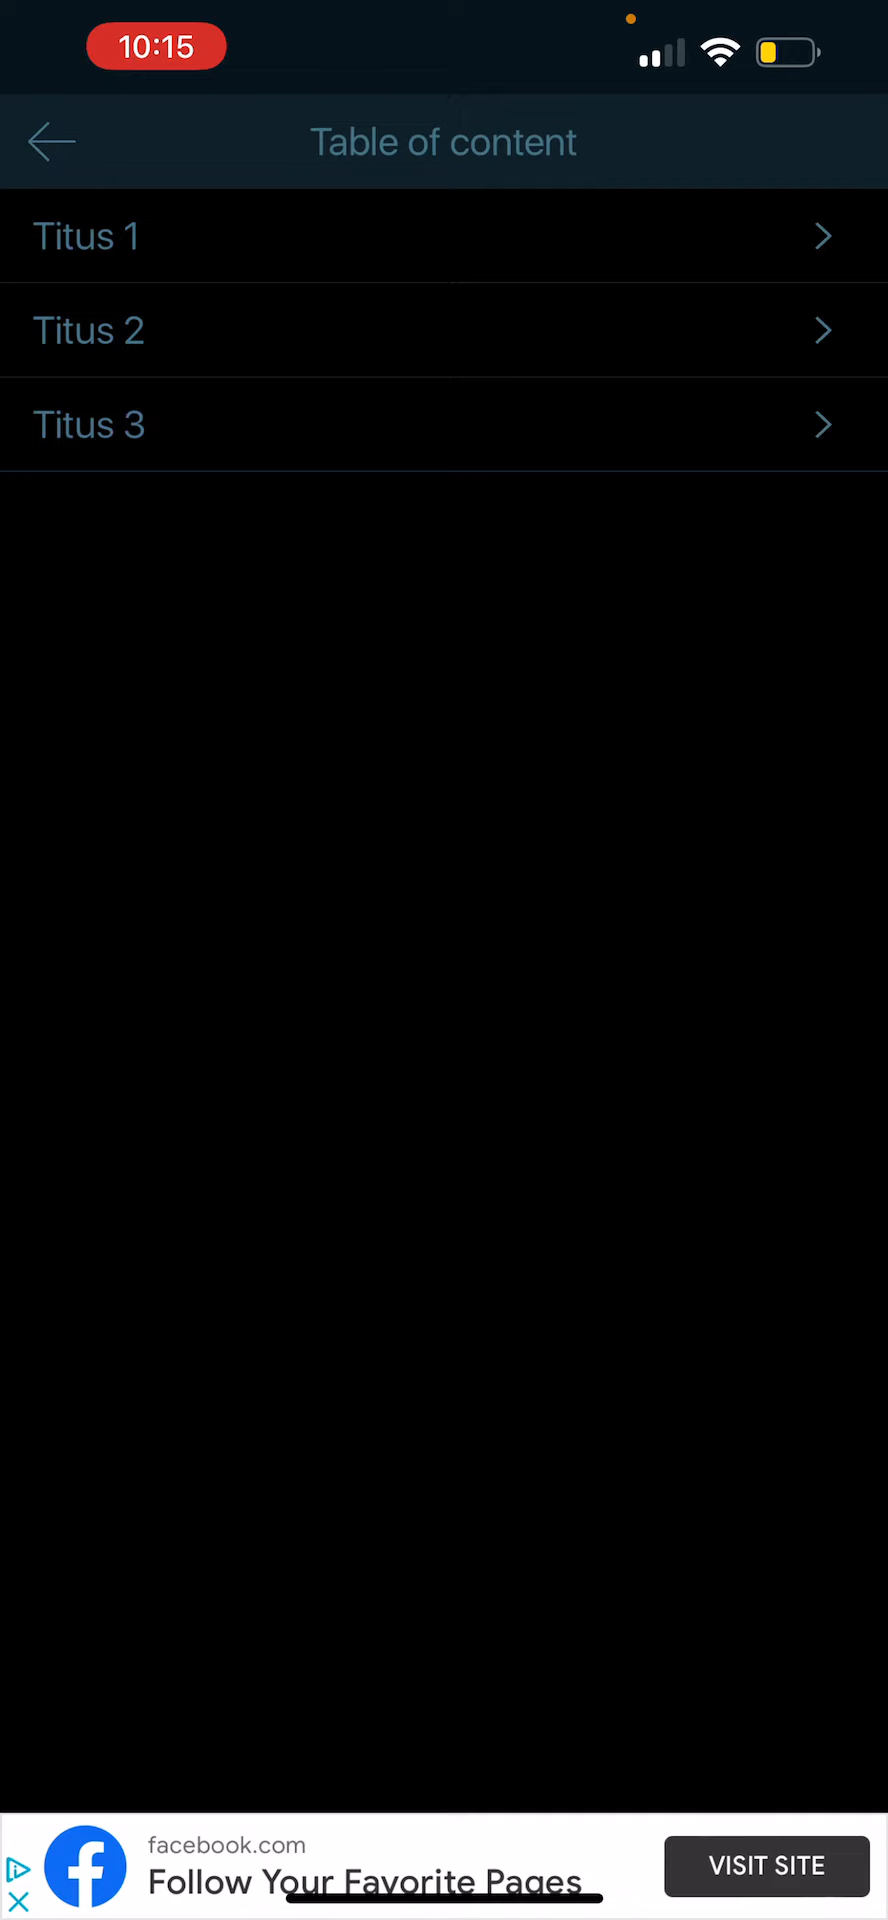 10:15
Table of content
Titus 1
Titus 2
Titus 3
facebook.com
Follow Your Favorite Pages
VISIT SITE